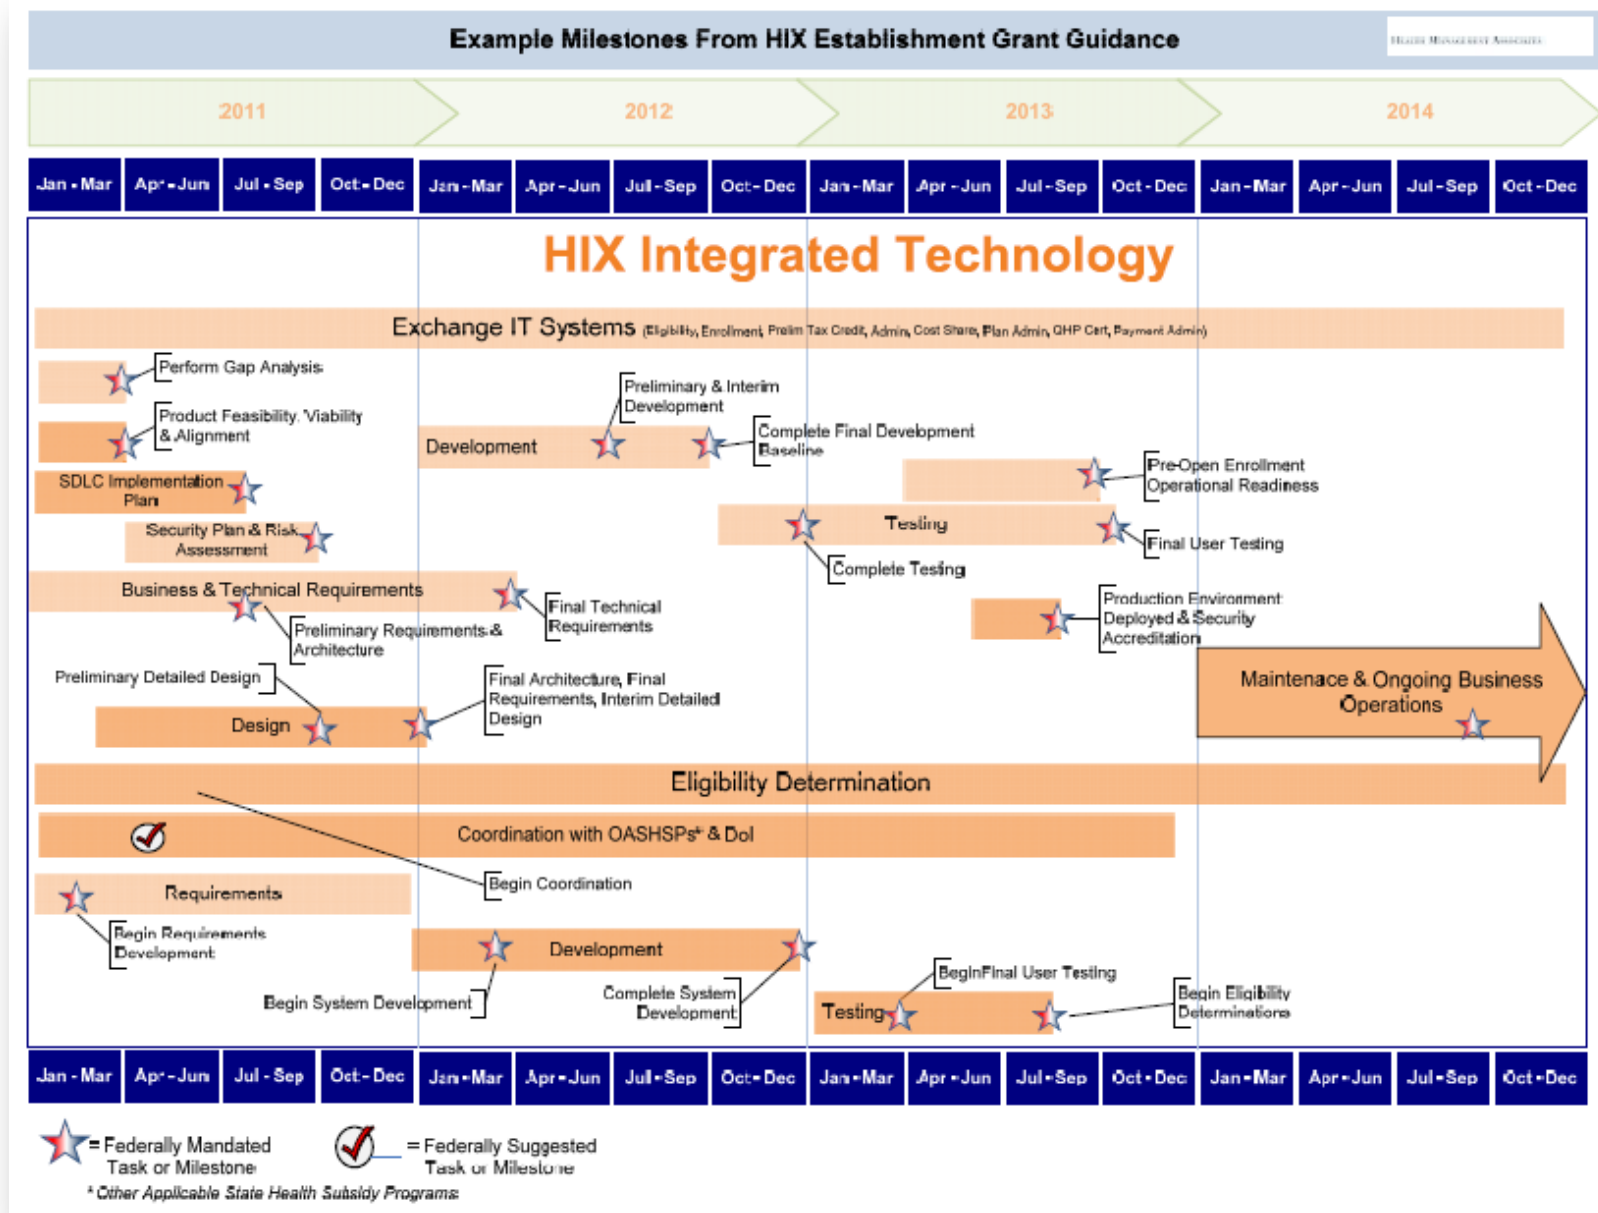 Example Milestones From HIX Establishment Grant Guidance
HEALTH MANAGEMENT ASSOCIATES
2011 2012 2013 2014
Jan - Mar Apr - Jun Jul - Sep Oct - Dec Jan - Mar Apr - Jun Jul - Sep Oct - Dec Jan - Mar Apr - Jun Jul - Sep Oct - Dec Jan - Mar Apr - Jun Jul - Sep Oct - Dec
HIX Integrated Technology
Exchange IT Systems (Eligibility, Enrollment, Prelim Tax Credit, Admin, Cost Share, Plan Admin, QHP Cert, Payment Admin)
Perform Gap Analysis
Product Feasibility, Viability
& Alignment
SDLC Implementation
Plan
Security Plan & Risk
Assessment
Business & Technical Requirements
Preliminary Requirements &
Architecture
Final Technical
Requirements
Preliminary Detailed Design
Design
Final Architecture, Final
Requirements, Interim Detailed
Design
Development
Preliminary & Interim
Development
Complete Final Development
Baseline
Pre-Open Enrollment
Operational Readiness
Testing
Complete Testing
Final User Testing
Production Environment
Deployed & Security
Accreditation
Maintenace & Ongoing Business
Operations
Eligibility Determination
Coordination with OASHSPs* & DoI
Begin Coordination
Requirements
Begin Requirements
Development
Development
Begin System Development
Complete System
Development
Testing
BeginFinal User Testing
Begin Eligibility
Determinations
Jan - Mar Apr - Jun Jul - Sep Oct - Dec Jan - Mar Apr - Jun Jul - Sep Oct - Dec Jan - Mar Apr - Jun Jul - Sep Oct - Dec Jan - Mar Apr - Jun Jul - Sep Oct - Dec
= Federally Mandated
Task or Milestone
= Federally Suggested
Task or Milestone
* Other Applicable State Health Subsidy Programs